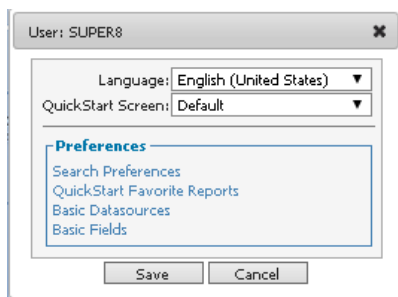 User: SUPER8
Language: English (United States)
QuickStart Screen: Default
Preferences
Search Preferences
QuickStart Favorite Reports
Basic Datasources
Basic Fields
Save Cancel